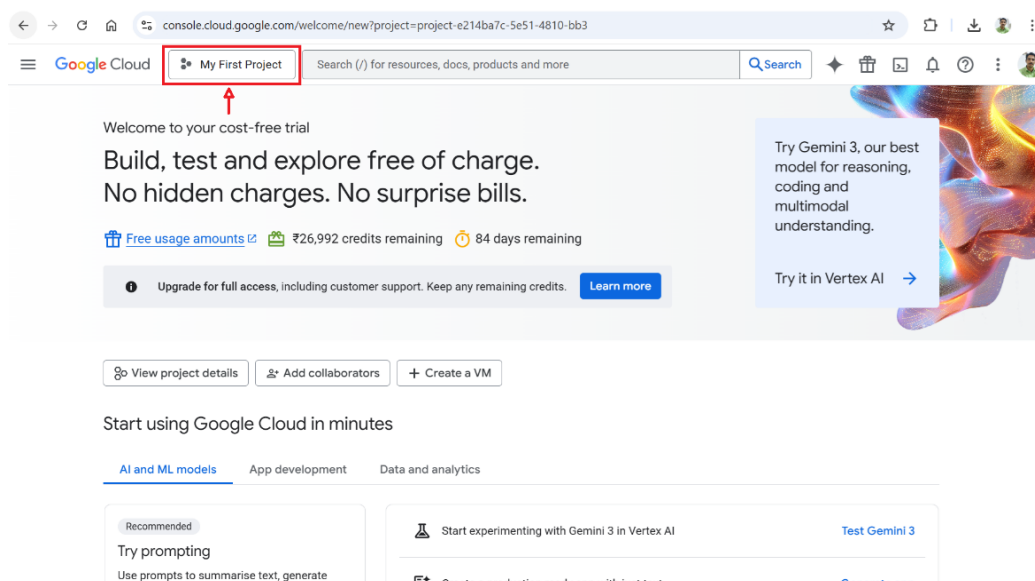 console.cloud.google.com/welcome/new?project=project-e214ba7c-5e51-4810-bb3
Google Cloud
My First Project
Search (/) for resources, docs, products and more
Search
Welcome to your cost-free trial
Build, test and explore free of charge.
No hidden charges. No surprise bills.
Free usage amounts
₹26,992 credits remaining
84 days remaining
Upgrade for full access, including customer support. Keep any remaining credits.
Learn more
Try Gemini 3, our best
model for reasoning,
coding and
multimodal
understanding.
Try it in Vertex AI
View project details
Add collaborators
Create a VM
Start using Google Cloud in minutes
AI and ML models
App development
Data and analytics
Recommended
Try prompting
Use prompts to summarise text, generate
Start experimenting with Gemini 3 in Vertex AI
Test Gemini 3